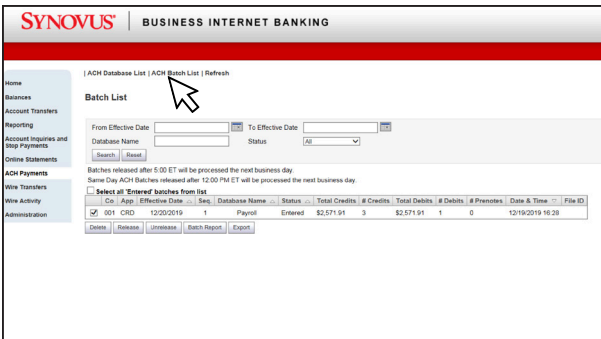 SYNOVUS® | BUSINESS INTERNET BANKING
| ACH Database List | ACH Batch List | Refresh
Home
Balances
Account Transfers
Reporting
Account Inquiries and
Stop Payments
Online Statements
ACH Payments
Wire Transfers
Wire Activity
Administration
Batch List
From Effective Date To Effective Date
Database Name Status All
Search Reset
Batches released after 5:00 ET will be processed the next business day.
Same Day ACH Batches released after 12:00 PM ET will be processed the next business day.
Select all 'Entered' batches from list
Co App Effective Date Seq. Database Name Status Total Credits # Credits Total Debits # Debits # Prenotes Date & Time File ID
001 CRD 12/20/2019 1 Payroll Entered $2,571.91 3 $2,571.91 1 0 12/19/2019 16:28
Delete Release Unrelease Batch Report Export